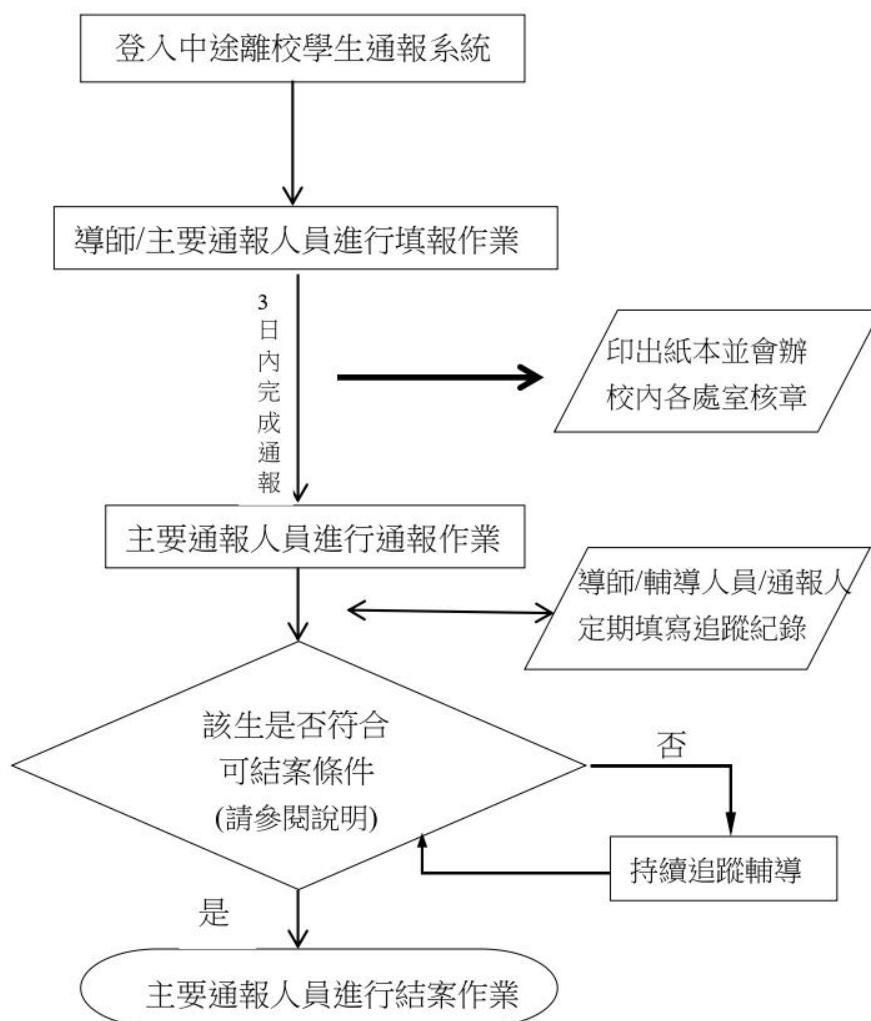 登入中途離校學生通報系統
導師/主要通報人員進行填報作業
3日內完成通報
印出紙本並會辦
校內各處室核章
主要通報人員進行通報作業
導師/輔導人員/通報人
定期填寫追蹤紀錄
該生是否符合
可結案條件
(請參閱說明)
否
持續追蹤輔導
是
主要通報人員進行結案作業